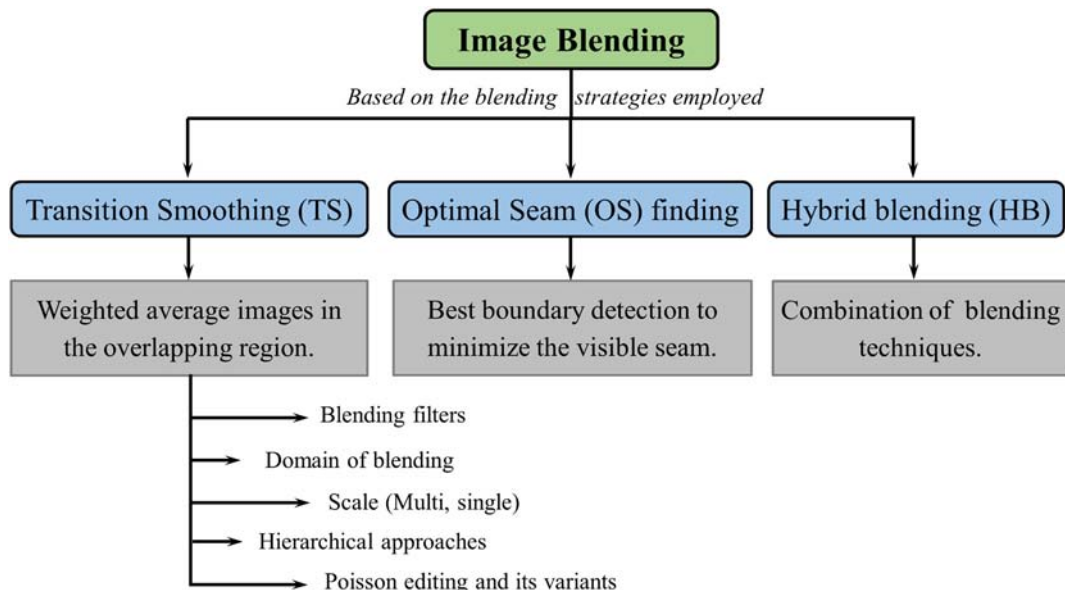 Image Blending
Based on the blending strategies employed
Transition Smoothing (TS)
Optimal Seam (OS) finding
Hybrid blending (HB)
Weighted average images in
the overlapping region.
Best boundary detection to
minimize the visible seam.
Combination of blending
techniques.
Blending filters
Domain of blending
Scale (Multi, single)
Hierarchical approaches
Poisson editing and its variants